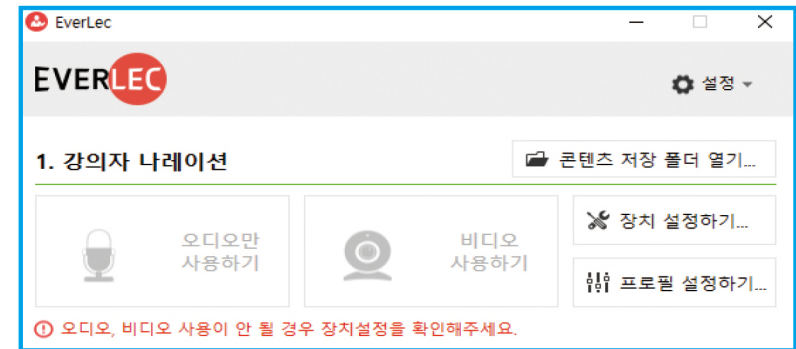 EverLec
EVERLEC
설정
1. 강의자 나레이션
콘텐츠 저장 폴더 열기...
오디오만
사용하기
비디오
사용하기
장치 설정하기...
프로필 설정하기...
오디오, 비디오 사용이 안 될 경우 장치설정을 확인해주세요.